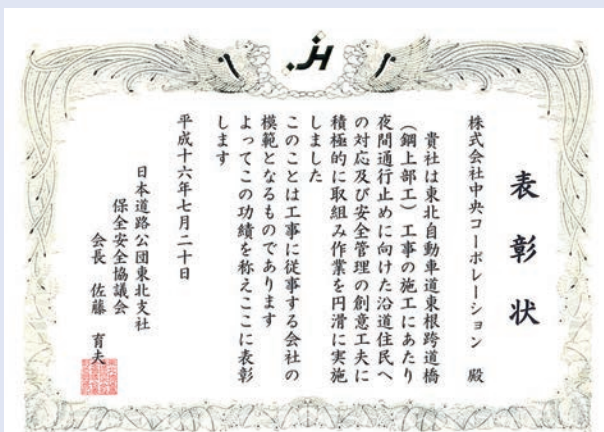 JH
表彰状
株式会社中央コーポレーション 殿
貴社は東北自動車道東根跨道橋
(鋼上部工)工事の施工にあたり
夜間通行止めに向けた沿道住民へ
の対応及び安全管理の創意工夫に
積極的に取組み作業を円滑に実施
しました
このことは工事に従事する会社の
模範となるものであります
よってこの功績を称えここに表彰
します
平成十六年七月二十日
日本道路公団東北支社
保全安全協議会
会長 佐藤 育夫